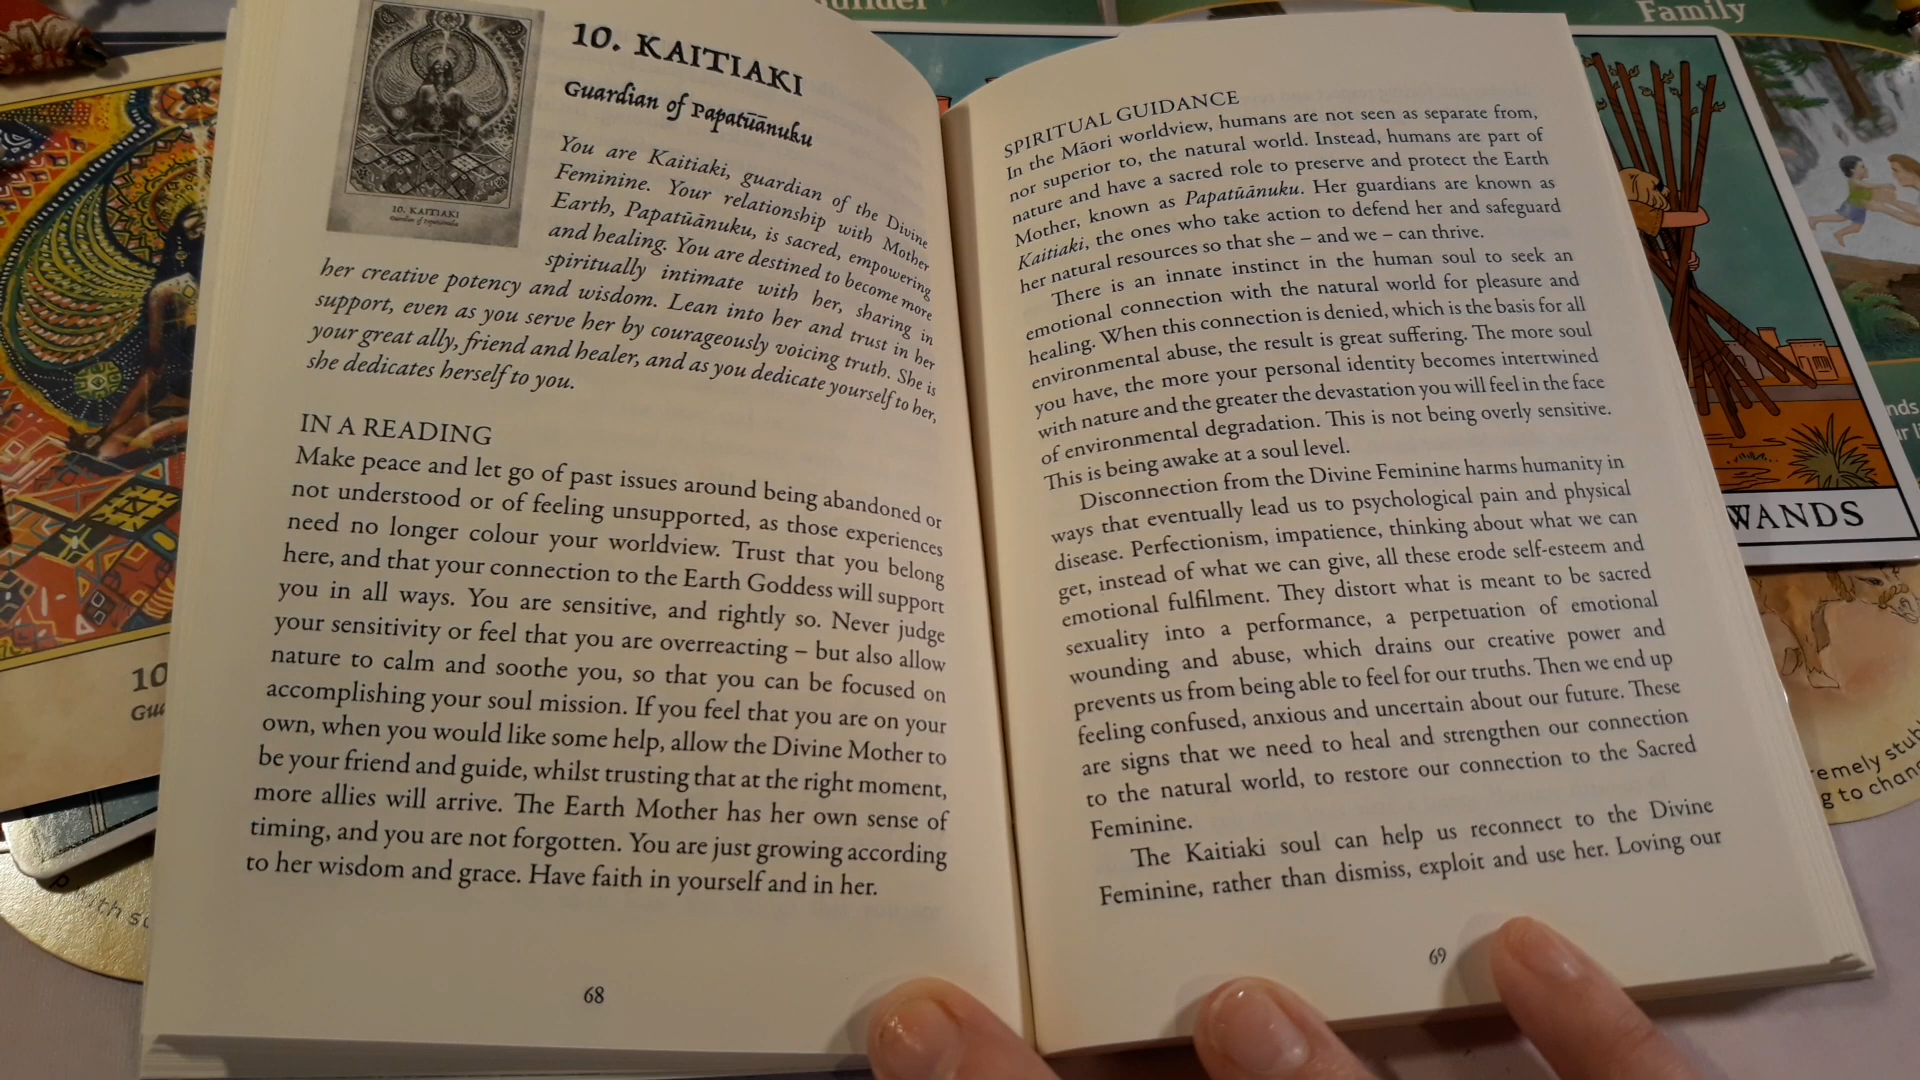 under
Family
10. KAITIAKI
Guardian of Papatūānuku
10. KAITIAKI
Guardian of Papatūānuku
You are Kaitiaki, guardian of the Divine
Feminine. Your relationship with Mother
Earth, Papatūānuku, is sacred, empowering
and healing. You are destined to become more
spiritually intimate with her, sharing in
her creative potency and wisdom. Lean into her and trust in her
support, even as you serve her by courageously voicing truth. She is
your great ally, friend and healer, and as you dedicate yourself to her,
she dedicates herself to you.
IN A READING
Make peace and let go of past issues around being abandoned or
not understood or of feeling unsupported, as those experiences
need no longer colour your worldview. Trust that you belong
here, and that your connection to the Earth Goddess will support
you in all ways. You are sensitive, and rightly so. Never judge
your sensitivity or feel that you are overreacting – but also allow
nature to calm and soothe you, so that you can be focused on
accomplishing your soul mission. If you feel that you are on your
own, when you would like some help, allow the Divine Mother to
be your friend and guide, whilst trusting that at the right moment,
more allies will arrive. The Earth Mother has her own sense of
timing, and you are not forgotten. You are just growing according
to her wisdom and grace. Have faith in yourself and in her.
68
SPIRITUAL GUIDANCE
In the Māori worldview, humans are not seen as separate from,
nor superior to, the natural world. Instead, humans are part of
nature and have a sacred role to preserve and protect the Earth
Mother, known as Papatūānuku. Her guardians are known as
Kaitiaki, the ones who take action to defend her and safeguard
her natural resources so that she – and we – can thrive.
There is an innate instinct in the human soul to seek an
emotional connection with the natural world for pleasure and
healing. When this connection is denied, which is the basis for all
environmental abuse, the result is great suffering. The more soul
you have, the more your personal identity becomes intertwined
with nature and the greater the devastation you will feel in the face
of environmental degradation. This is not being overly sensitive.
This is being awake at a soul level.
Disconnection from the Divine Feminine harms humanity in
ways that eventually lead us to psychological pain and physical
disease. Perfectionism, impatience, thinking about what we can
get, instead of what we can give, all these erode self-esteem and
emotional fulfilment. They distort what is meant to be sacred
sexuality into a performance, a perpetuation of emotional
wounding and abuse, which drains our creative power and
prevents us from being able to feel for our truths. Then we end up
feeling confused, anxious and uncertain about our future. These
are signs that we need to heal and strengthen our connection
to the natural world, to restore our connection to the Sacred
Feminine.
The Kaitiaki soul can help us reconnect to the Divine
Feminine, rather than dismiss, exploit and use her. Loving our
69
10
WANDS
emely stub
g to chang